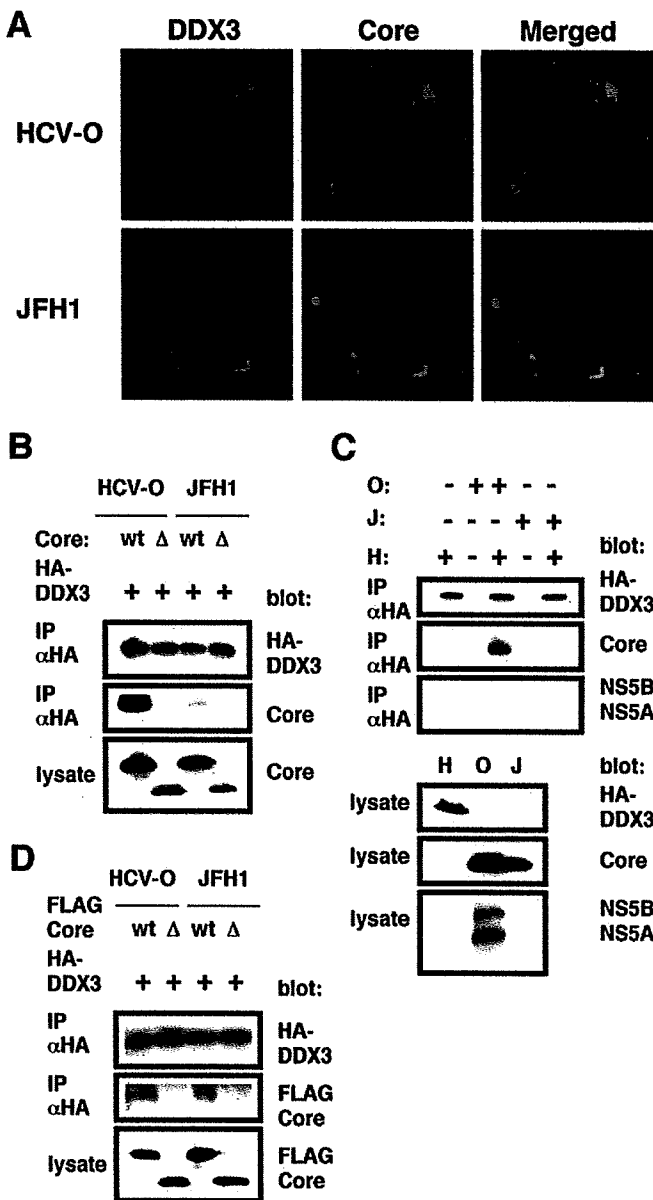 A
DDX3 Core Merged
HCV-O
JFH1
B
HCV-O JFH1
Core: wt Δ wt Δ
HA-
DDX3 + + + + blot:
IP
αHA
HA-
DDX3
IP
αHA
Core
lysate
Core
C
O: - + + - -
J: - - - + +
H: + - + - + blot:
IP
αHA
HA-
DDX3
IP
αHA
Core
IP
αHA
NS5B
NS5A
H O J blot:
lysate
HA-
DDX3
lysate
Core
lysate
NS5B
NS5A
D
HCV-O JFH1
FLAG
Core wt Δ wt Δ
HA-
DDX3 + + + + blot:
IP
αHA
HA-
DDX3
IP
αHA
FLAG
Core
lysate
FLAG
Core